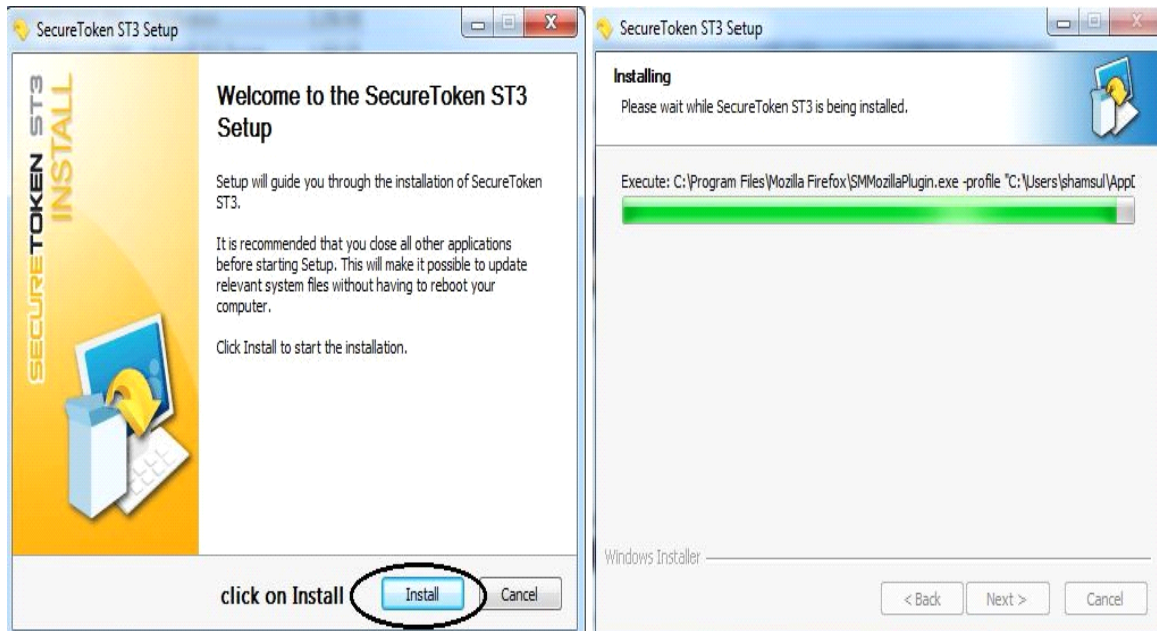 SecureToken ST3 Setup
SECURETOKEN ST3
INSTALL
Welcome to the SecureToken ST3
Setup
Setup will guide you through the installation of SecureToken
ST3.
It is recommended that you close all other applications
before starting Setup. This will make it possible to update
relevant system files without having to reboot your
computer.
Click Install to start the installation.
click on Install
Install
Cancel
SecureToken ST3 Setup
Installing
Please wait while SecureToken ST3 is being installed.
Execute: C:\Program Files\Mozilla Firefox\SMMozillaPlugin.exe -profile "C:\Users\shamsul\App
Windows Installer
< Back
Next >
Cancel